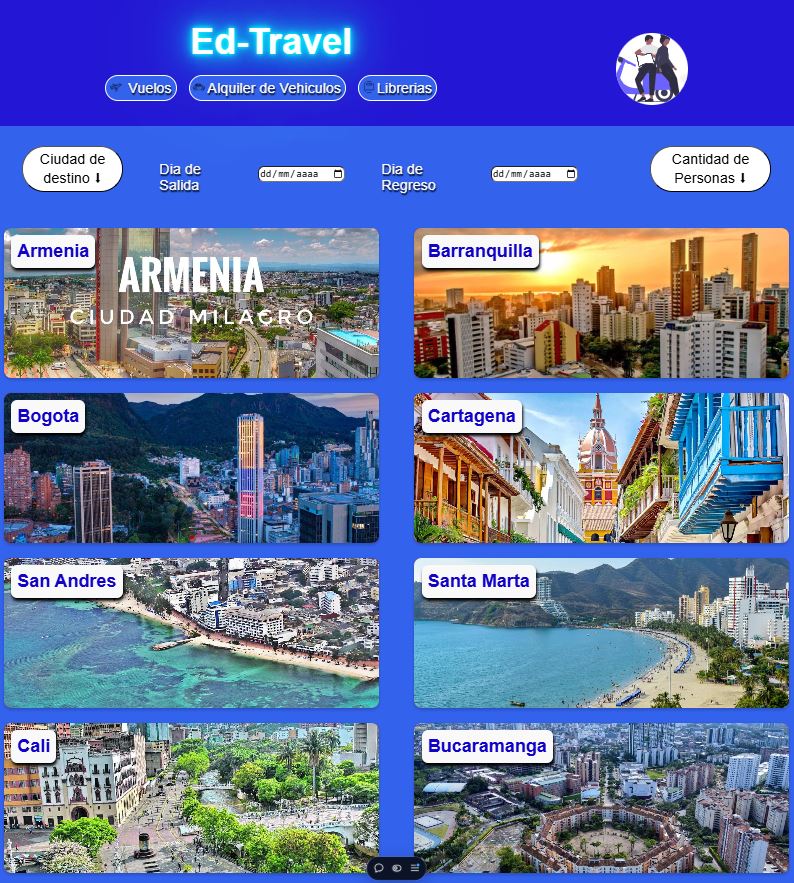 Ed-Travel
Vuelos
Alquiler de Vehiculos
Librerias
Ciudad de
destino ⬇
Dia de
Salida
dd/mm/aaaa
Dia de
Regreso
dd/mm/aaaa
Cantidad de
Personas ⬇
Armenia
ARMENIA
CIUDAD MILAGRO
Barranquilla
Bogota
Cartagena
San Andres
Santa Marta
Cali
Bucaramanga